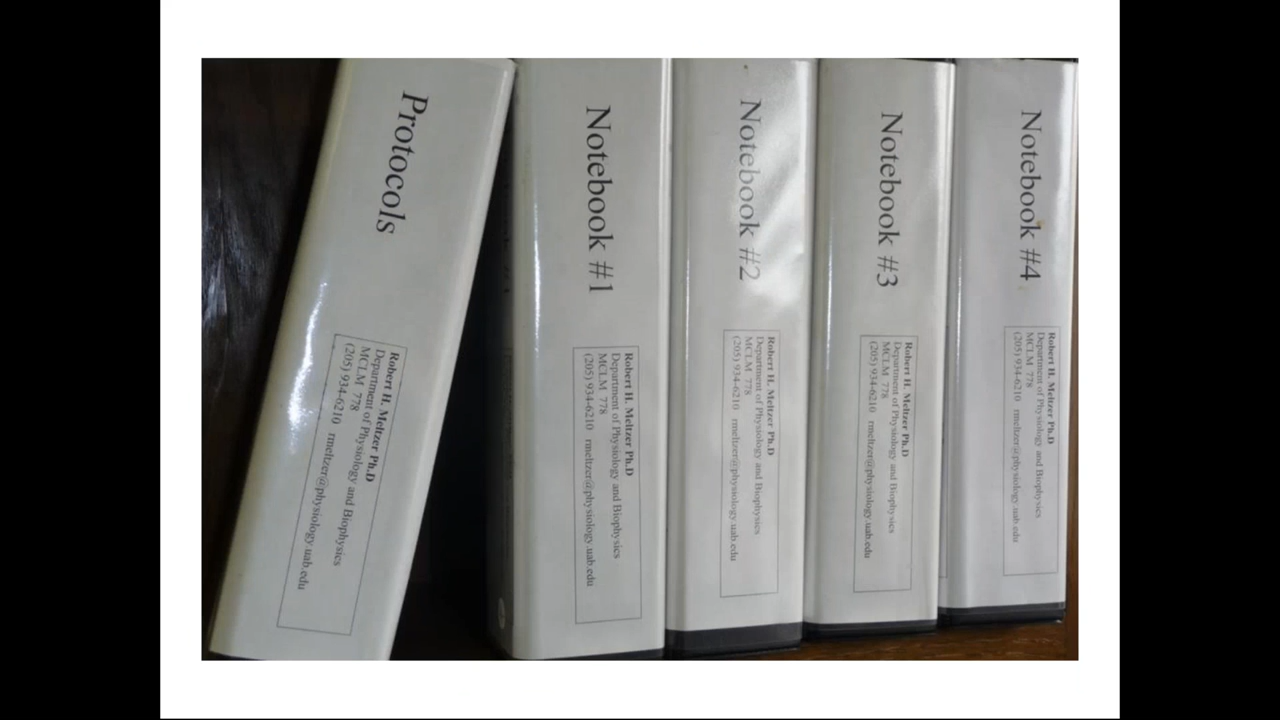 Protocols
Robert H. Meltzer Ph.D
Department of Physiology and Biophysics
MCLM 778
(205) 934-6210 rmeltzer@physiology.uab.edu
Notebook #1
Robert H. Meltzer Ph.D
Department of Physiology and Biophysics
MCLM 778
(205) 934-6210 rmeltzer@physiology.uab.edu
Notebook #2
Robert H. Meltzer Ph.D
Department of Physiology and Biophysics
MCLM 778
(205) 934-6210 rmeltzer@physiology.uab.edu
Notebook #3
Robert H. Meltzer Ph.D
Department of Physiology and Biophysics
MCLM 778
(205) 934-6210 rmeltzer@physiology.uab.edu
Notebook #4
Robert H. Meltzer Ph.D
Department of Physiology and Biophysics
MCLM 778
(205) 934-6210 rmeltzer@physiology.uab.edu